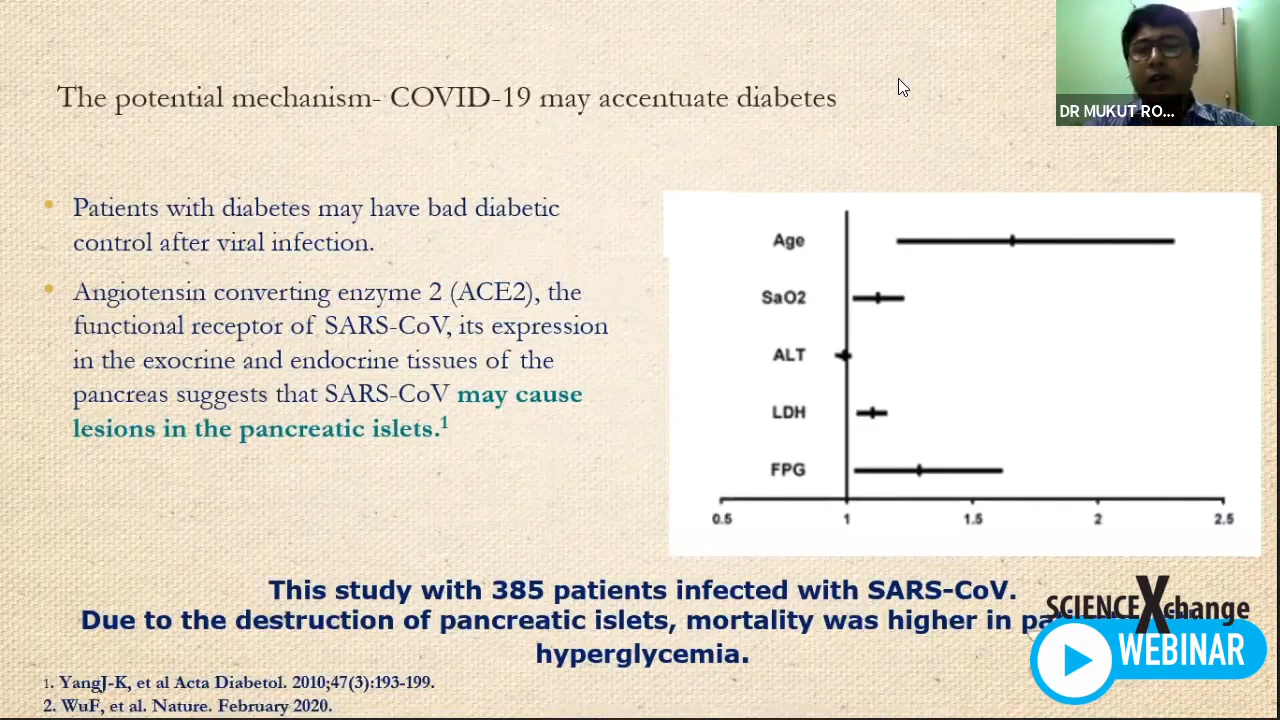 The potential mechanism- COVID-19 may accentuate diabetes
DR MUKUT RO...
• Patients with diabetes may have bad diabetic
control after viral infection.
• Angiotensin converting enzyme 2 (ACE2), the
functional receptor of SARS-CoV, its expression
in the exocrine and endocrine tissues of the
pancreas suggests that SARS-CoV may cause
lesions in the pancreatic islets.1
Age
SaO2
ALT
LDH
FPG
0.5 1 1.5 2 2.5
This study with 385 patients infected with SARS-CoV.
Due to the destruction of pancreatic islets, mortality was higher in
hyperglycemia.
SCIENCEXchange
WEBINAR
1. YangJ-K, et al Acta Diabetol. 2010;47(3):193-199.
2. WuF, et al. Nature. February 2020.